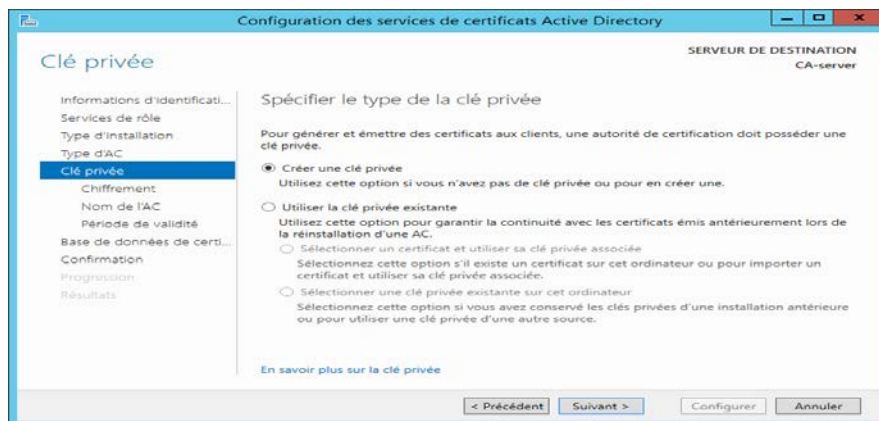 Configuration des services de certificats Active Directory
Clé privée
SERVEUR DE DESTINATION
CA-server
Informations d'identificati...
Services de rôle
Type d'installation
Type d'AC
Clé privée
Chiffrement
Nom de l'AC
Période de validité
Base de données de certi...
Confirmation
Progression
Résultats
Spécifier le type de la clé privée
Pour générer et émettre des certificats aux clients, une autorité de certification doit posséder une
clé privée.
Créer une clé privée
Utilisez cette option si vous n'avez pas de clé privée ou pour en créer une.
Utiliser la clé privée existante
Utilisez cette option pour garantir la continuité avec les certificats émis antérieurement lors de
la réinstallation d'une AC.
Sélectionner un certificat et utiliser sa clé privée associée
Sélectionnez cette option s'il existe un certificat sur cet ordinateur ou pour importer un
certificat et utiliser sa clé privée associée.
Sélectionner une clé privée existante sur cet ordinateur
Sélectionnez cette option si vous avez conservé les clés privées d'une installation antérieure
ou pour utiliser une clé privée d'une autre source.
En savoir plus sur la clé privée
< Précédent
Suivant >
Configurer
Annuler